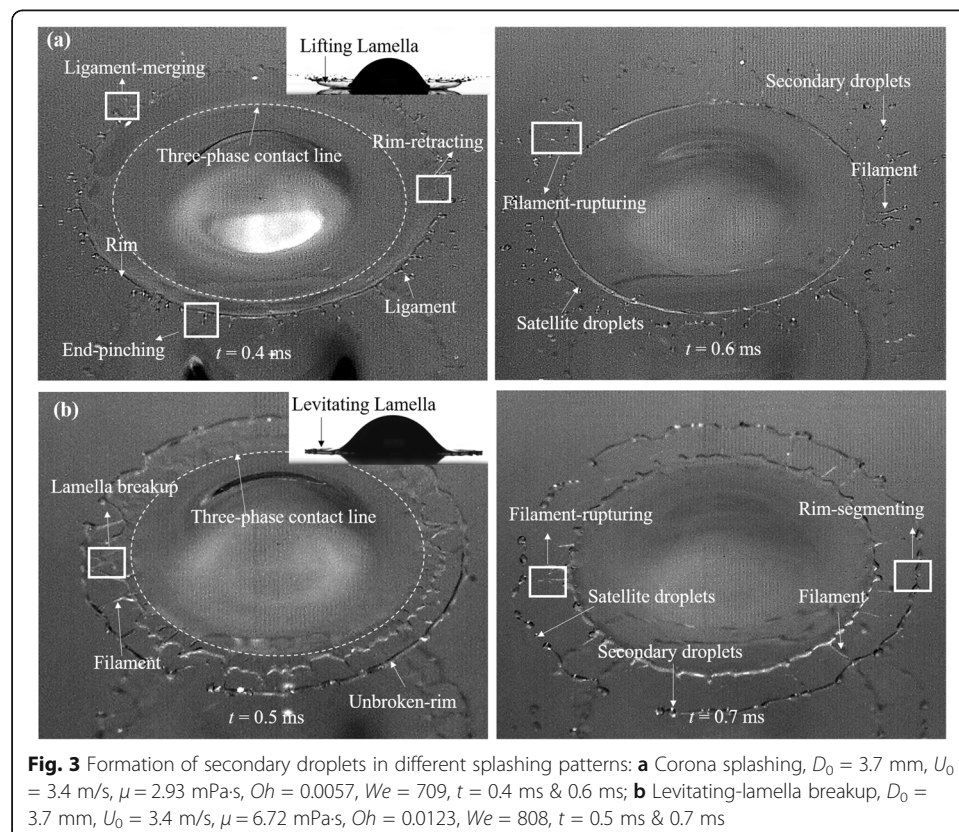 (a)
Lifting Lamella
Ligament-merging
Three-phase contact line
Rim-retracting
Rim
Ligament
End-pinching
t = 0.4 ms
Secondary droplets
Filament
Filament-rupturing
Satellite droplets
t = 0.6 ms
(b)
Levitating Lamella
Lamella breakup
Three-phase contact line
Filament
Unbroken-rim
t = 0.5 ms
Filament-rupturing
Rim-segmenting
Satellite droplets
Filament
Secondary droplets
t = 0.7 ms
Fig. 3 Formation of secondary droplets in different splashing patterns: a Corona splashing, D₀ = 3.7 mm, U₀
= 3.4 m/s, μ = 2.93 mPa·s, Oh = 0.0057, We = 709, t = 0.4 ms & 0.6 ms; b Levitating-lamella breakup, D₀ =
3.7 mm, U₀ = 3.4 m/s, μ = 6.72 mPa·s, Oh = 0.0123, We = 808, t = 0.5 ms & 0.7 ms